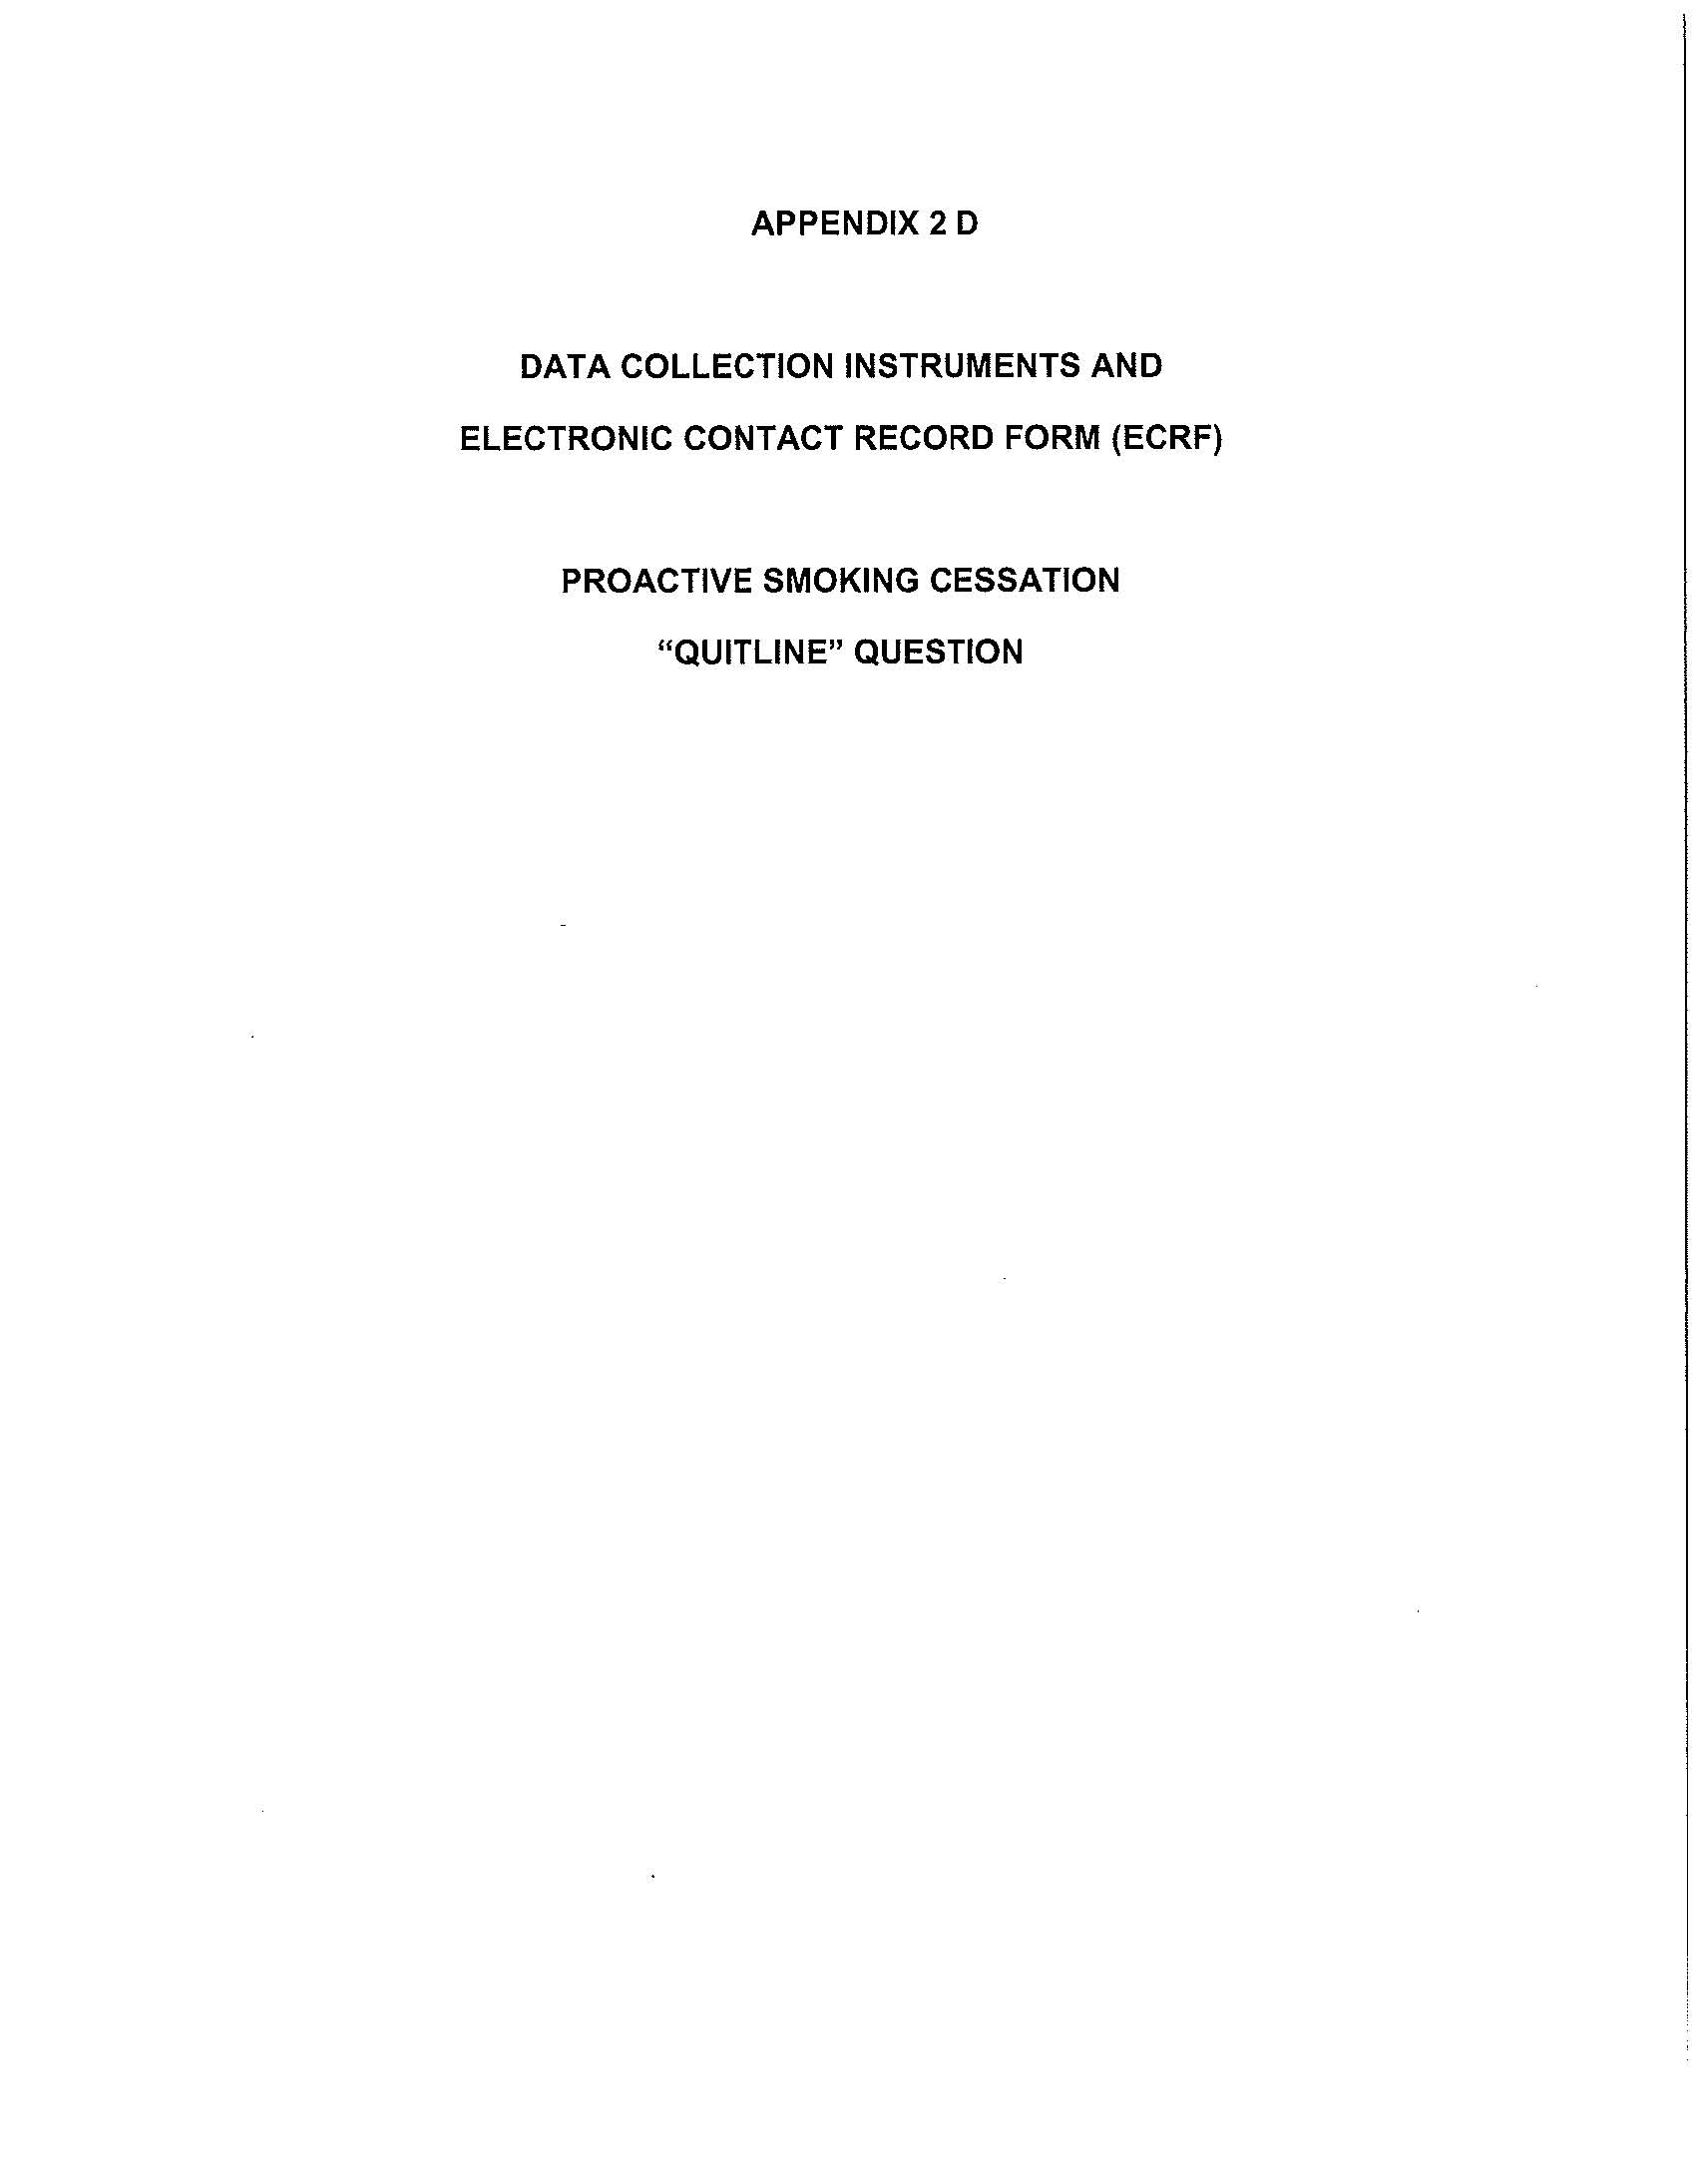 APPENDIX 2 D
DATA COLLECTION INSTRUMENTS AND
ELECTRONIC CONTACT RECORD FORM (ECRF)
PROACTIVE SMOKING CESSATION
“QUITLINE” QUESTION